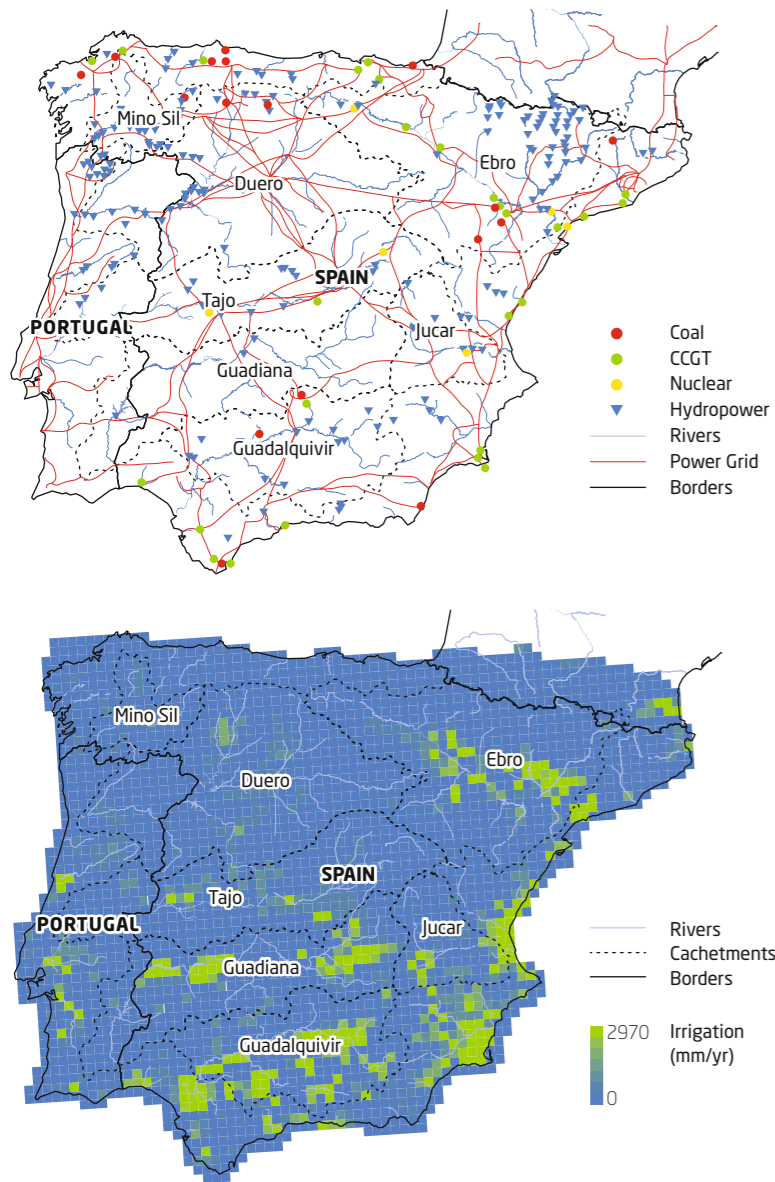 Mino Sil
Ebro
Duero
SPAIN
Tajo
PORTUGAL
Jucar
Guadiana
Guadalquivir
Coal
CCGT
Nuclear
Hydropower
Rivers
Power Grid
Borders
Mino Sil
Ebro
Duero
SPAIN
Tajo
PORTUGAL
Jucar
Guadiana
Guadalquivir
Rivers
Cachetments
Borders
2970
Irrigation
(mm/yr)
0